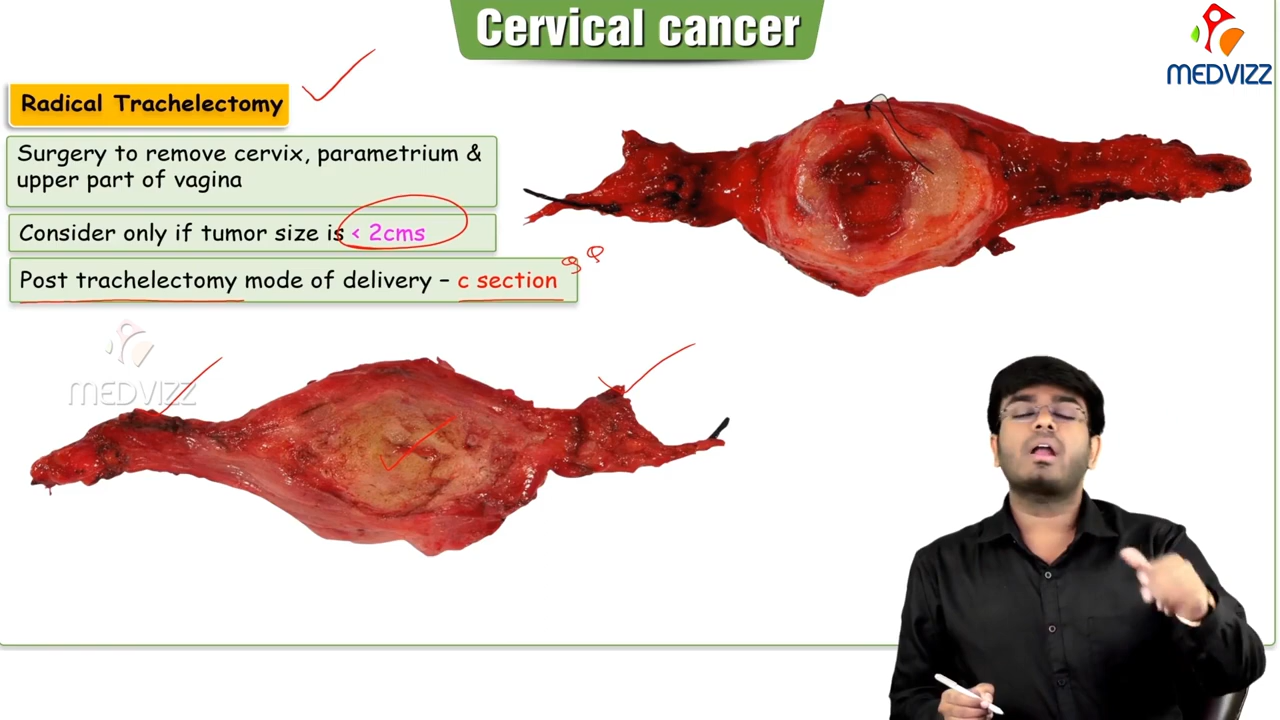 Cervical cancer
MEDVIZZ
Radical Trachelectomy
Surgery to remove cervix, parametrium &
upper part of vagina
Consider only if tumor size is < 2cms
Post trachelectomy mode of delivery – c section
MEDVIZZ